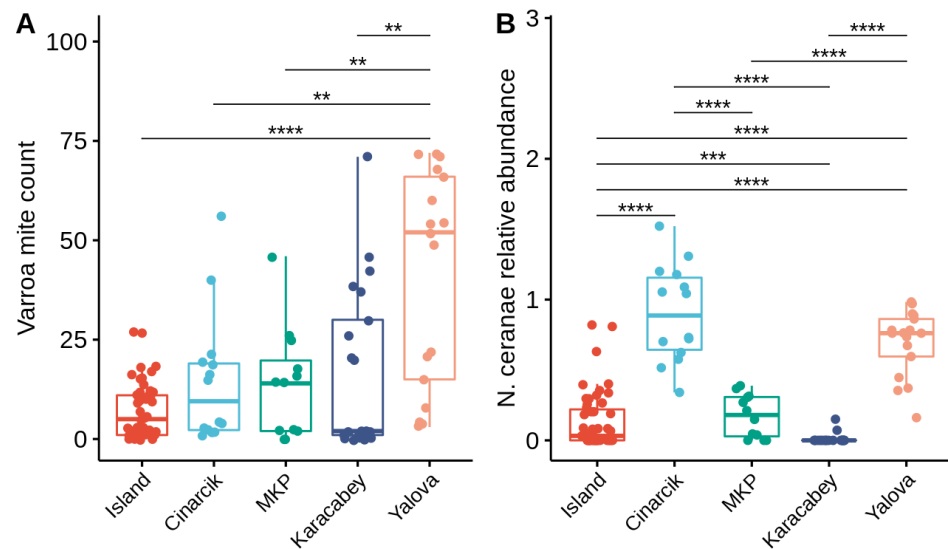 A
Varroa mite count
100
75
50
25
0
**
**
**
****
Island
Cinarcik
MKP
Karacabey
Yalova
B
N. ceranae relative abundance
3
2
1
0
****
****
****
****
****
***
****
****
Island
Cinarcik
MKP
Karacabey
Yalova